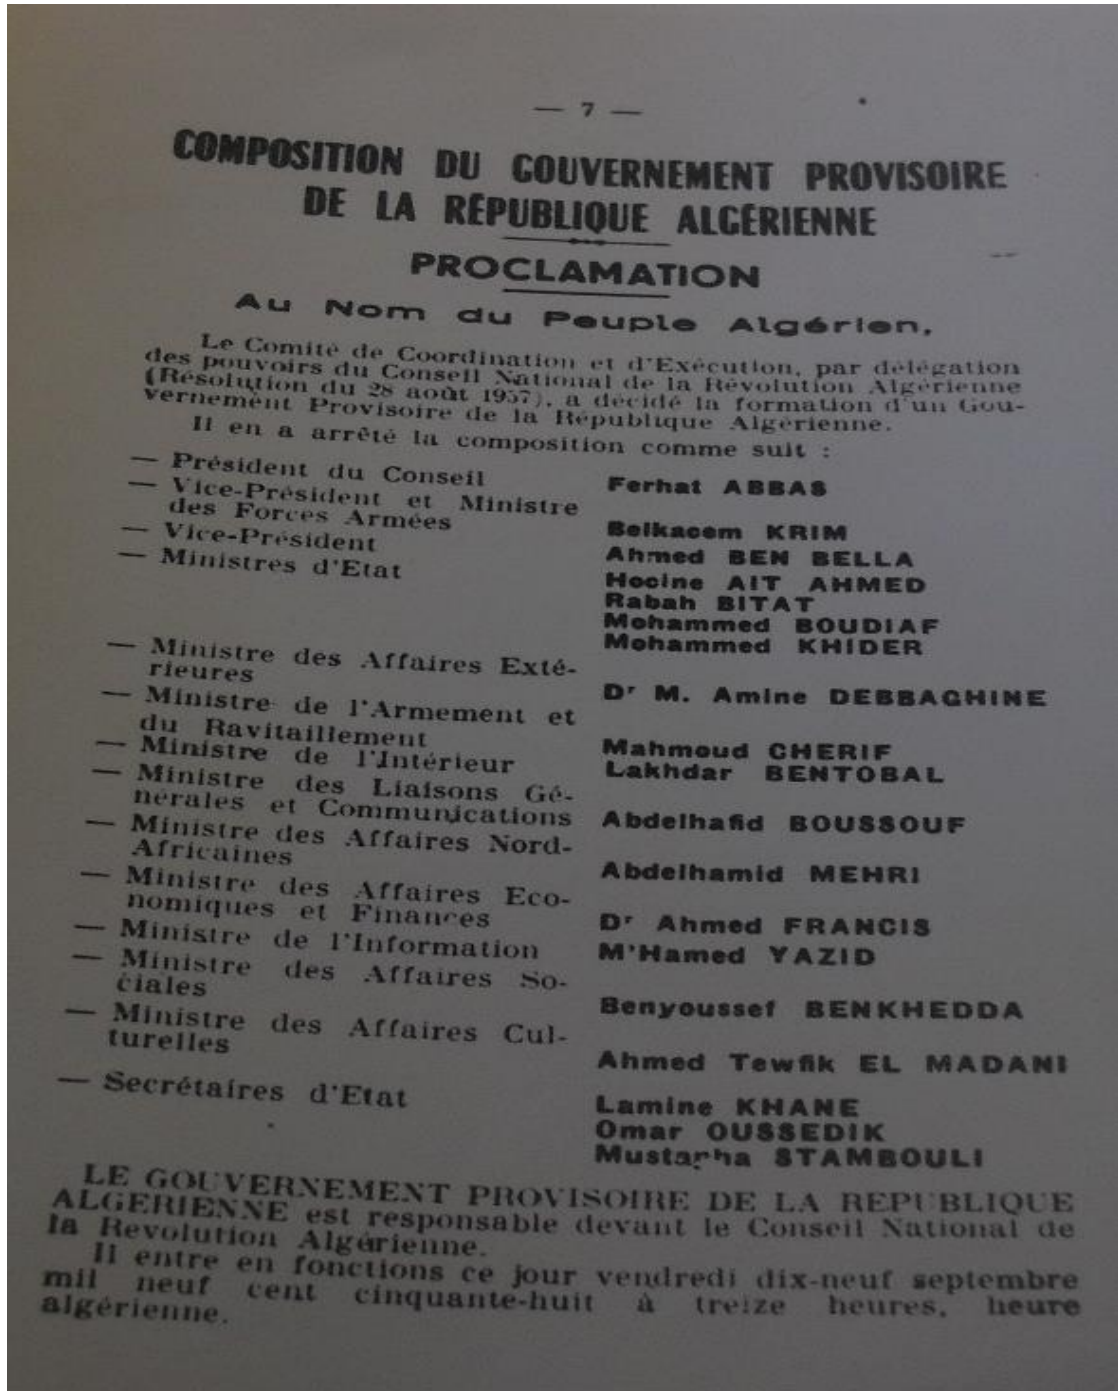 — 7 —
COMPOSITION DU GOUVERNEMENT PROVISOIRE
DE LA RÉPUBLIQUE ALGÉRIENNE
PROCLAMATION
Au Nom du Peuple Algérien,
Le Comité de Coordination et d'Exécution, par délégation
des pouvoirs du Conseil National de la Révolution Algérienne
(Résolution du 28 août 1957), a décidé la formation d'un Gou-
vernement Provisoire de la République Algérienne.
Il en a arrêté la composition comme suit :
— Président du Conseil Ferhat ABBAS
— Vice-Président et Ministre
des Forces Armées Belkacem KRIM
— Vice-Président Ahmed BEN BELLA
— Ministres d'Etat Hocine AIT AHMED
Rabah BITAT
Mohammed BOUDIAF
Mohammed KHIDER
— Ministre des Affaires Exté-
rieures Dr M. Amine DEBBAGHINE
— Ministre de l'Armement et
du Ravitaillement Mahmoud CHERIF
— Ministre de l'Intérieur Lakhdar BENTOBAL
— Ministre des Liaisons Gé-
nérales et Communications Abdelhafid BOUSSOUF
— Ministre des Affaires Nord-
Africaines Abdelhamid MEHRI
— Ministre des Affaires Eco-
nomiques et Finances Dr Ahmed FRANCIS
— Ministre de l'Information M'Hamed YAZID
— Ministre des Affaires So-
ciales Benyoussef BENKHEDDA
— Ministre des Affaires Cul-
turelles Ahmed Tewfik EL MADANI
— Secrétaires d'Etat Lamine KHANE
Omar OUSSEDIK
Mustapha STAMBOULI
LE GOUVERNEMENT PROVISOIRE DE LA REPUBLIQUE
ALGERIENNE est responsable devant le Conseil National de
la Revolution Algérienne.
Il entre en fonctions ce jour vendredi dix-neuf septembre
mil neuf cent cinquante-huit à treize heures, heure
algérienne.